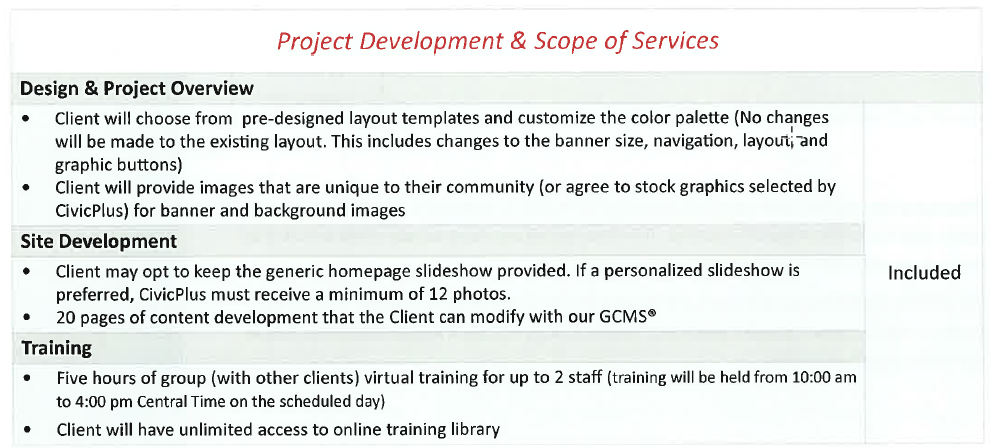 Project Development & Scope of Services
Design & Project Overview
• Client will choose from pre-designed layout templates and customize the color palette (No changes
will be made to the existing layout. This includes changes to the banner size, navigation, layout, and
graphic buttons)
• Client will provide images that are unique to their community (or agree to stock graphics selected by
CivicPlus) for banner and background images
Site Development
• Client may opt to keep the generic homepage slideshow provided. If a personalized slideshow is
preferred, CivicPlus must receive a minimum of 12 photos.
• 20 pages of content development that the Client can modify with our GCMS®
Included
Training
• Five hours of group (with other clients) virtual training for up to 2 staff (training will be held from 10:00 am
to 4:00 pm Central Time on the scheduled day)
• Client will have unlimited access to online training library